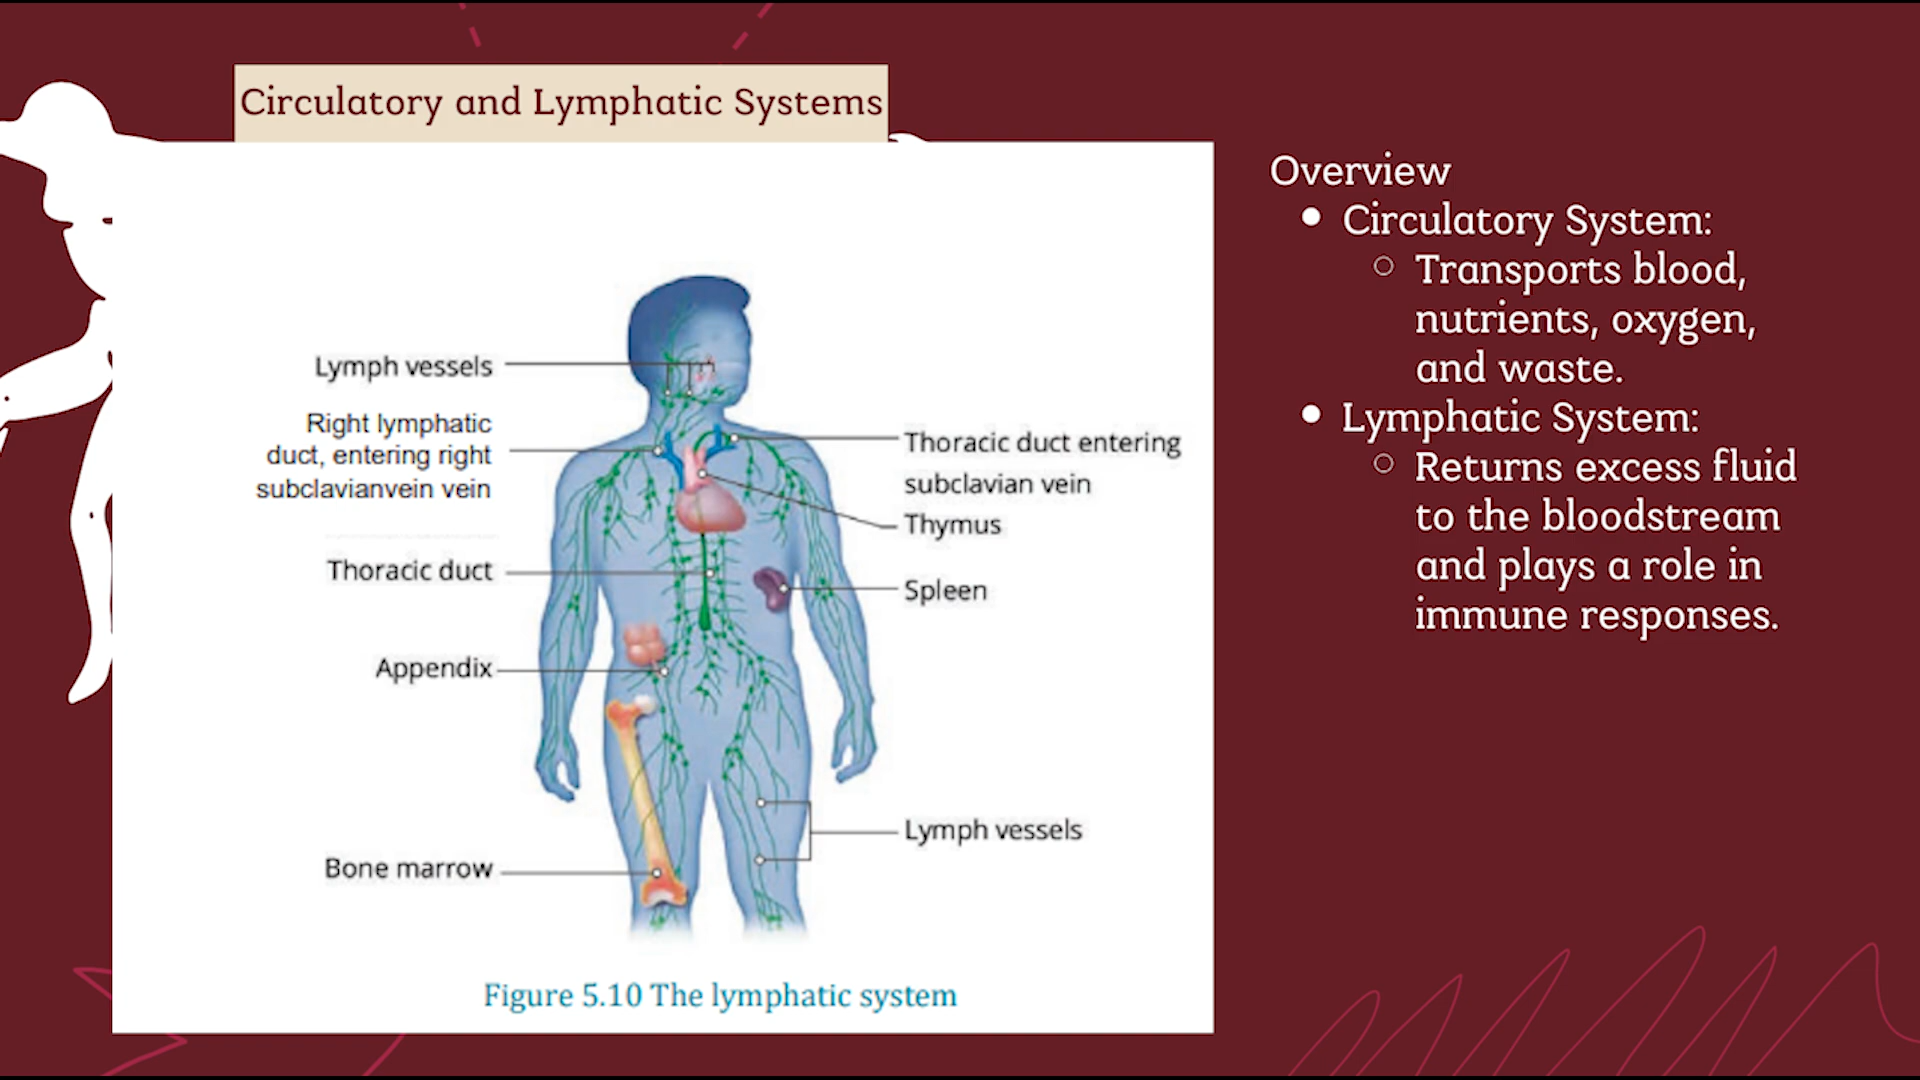 Circulatory and Lymphatic Systems
Lymph vessels
Right lymphatic
duct, entering right
subclavianvein vein
Thoracic duct
Appendix
Bone marrow
Thoracic duct entering
subclavian vein
Thymus
Spleen
Lymph vessels
Figure 5.10 The lymphatic system
Overview
• Circulatory System:
○ Transports blood,
nutrients, oxygen,
and waste.
• Lymphatic System:
○ Returns excess fluid
to the bloodstream
and plays a role in
immune responses.